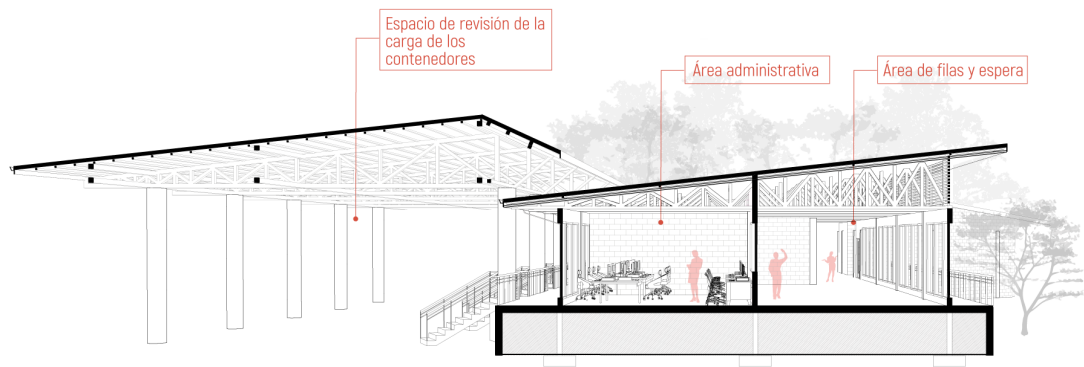 Espacio de revisión de la
carga de los
contenedores
Área administrativa
Área de filas y espera